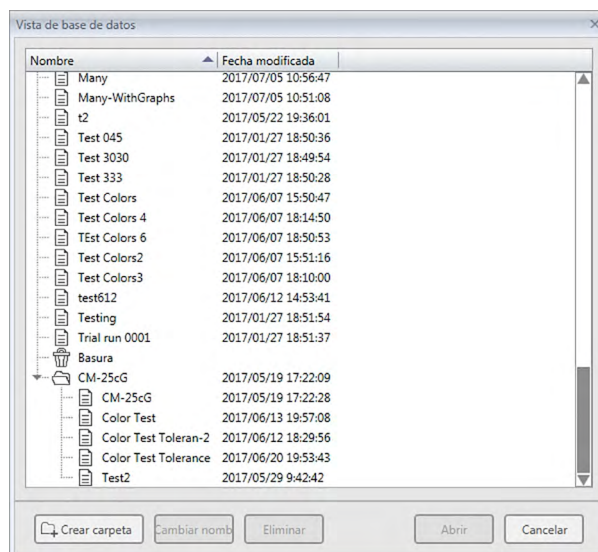 Vista de base de datos
Nombre Fecha modificada
Many 2017/07/05 10:56:47
Many-WithGraphs 2017/07/05 10:51:08
t2 2017/05/22 19:36:01
Test 045 2017/01/27 18:50:36
Test 3030 2017/01/27 18:49:54
Test 333 2017/01/27 18:50:28
Test Colors 2017/06/07 15:50:47
Test Colors 4 2017/06/07 18:14:50
TEst Colors 6 2017/06/07 18:50:53
Test Colors2 2017/06/07 15:51:16
Test Colors3 2017/06/07 18:10:00
test612 2017/06/12 14:53:41
Testing 2017/01/27 18:51:54
Trial run 0001 2017/01/27 18:51:37
Basura
CM-25cG 2017/05/19 17:22:09
CM-25cG 2017/05/19 17:22:28
Color Test 2017/06/13 19:57:08
Color Test Toleran-2 2017/06/12 18:29:56
Color Test Tolerance 2017/06/20 19:53:43
Test2 2017/05/29 9:42:42
Crear carpeta Cambiar nomb Eliminar Abrir Cancelar